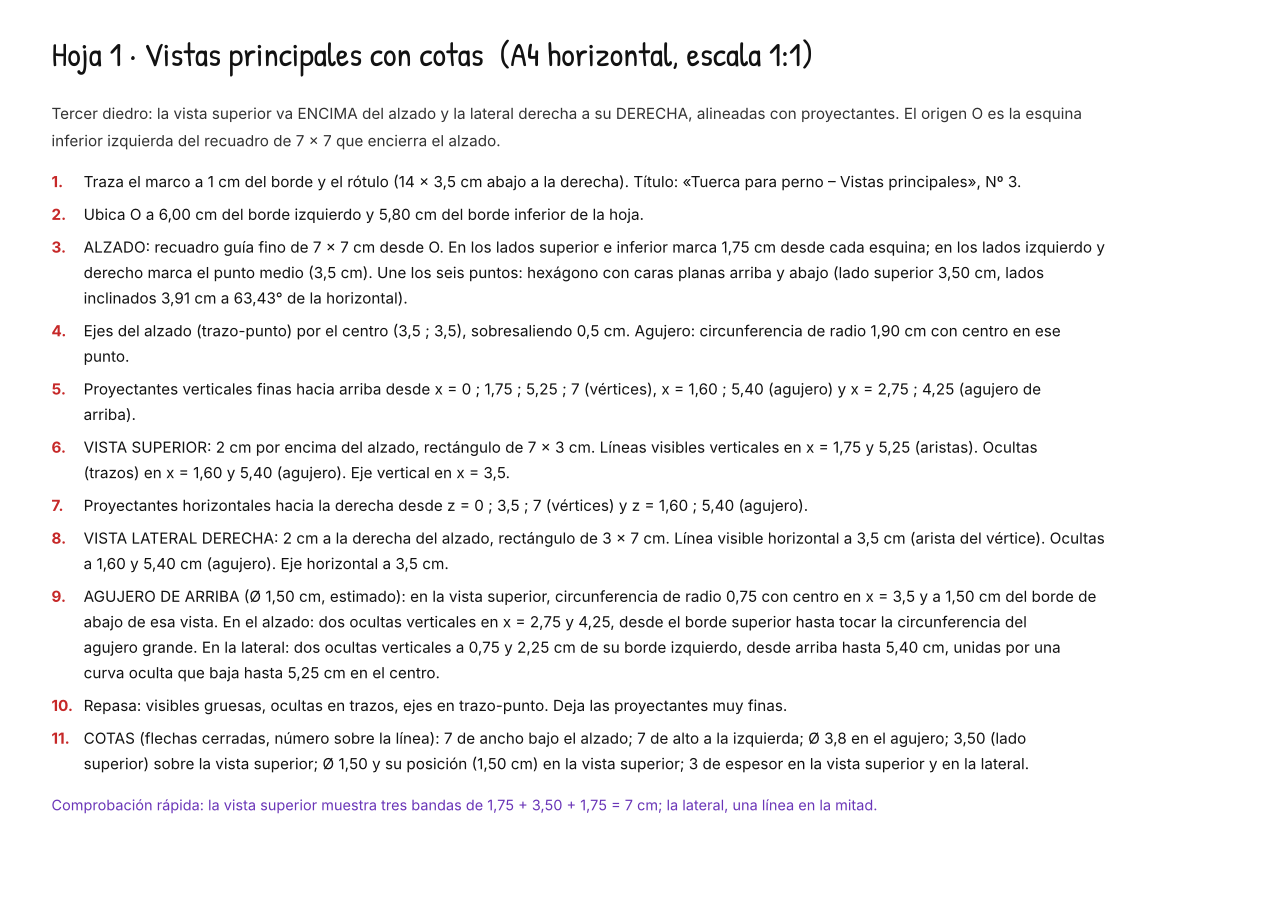 Hoja 1 · Vistas principales con cotas (A4 horizontal, escala 1:1)
Tercer diedro: la vista superior va ENCIMA del alzado y la lateral derecha a su DERECHA, alineadas con proyectantes. El origen O es la esquina
inferior izquierda del recuadro de 7 × 7 que encierra el alzado.
1. Traza el marco a 1 cm del borde y el rótulo (14 × 3,5 cm abajo a la derecha). Título: «Tuerca para perno – Vistas principales», Nº 3.
2. Ubica O a 6,00 cm del borde izquierdo y 5,80 cm del borde inferior de la hoja.
3. ALZADO: recuadro guía fino de 7 × 7 cm desde O. En los lados superior e inferior marca 1,75 cm desde cada esquina; en los lados izquierdo y
derecho marca el punto medio (3,5 cm). Une los seis puntos: hexágono con caras planas arriba y abajo (lado superior 3,50 cm, lados
inclinados 3,91 cm a 63,43° de la horizontal).
4. Ejes del alzado (trazo-punto) por el centro (3,5 ; 3,5), sobresaliendo 0,5 cm. Agujero: circunferencia de radio 1,90 cm con centro en ese
punto.
5. Proyectantes verticales finas hacia arriba desde x = 0 ; 1,75 ; 5,25 ; 7 (vértices), x = 1,60 ; 5,40 (agujero) y x = 2,75 ; 4,25 (agujero de
arriba).
6. VISTA SUPERIOR: 2 cm por encima del alzado, rectángulo de 7 × 3 cm. Líneas visibles verticales en x = 1,75 y 5,25 (aristas). Ocultas
(trazos) en x = 1,60 y 5,40 (agujero). Eje vertical en x = 3,5.
7. Proyectantes horizontales hacia la derecha desde z = 0 ; 3,5 ; 7 (vértices) y z = 1,60 ; 5,40 (agujero).
8. VISTA LATERAL DERECHA: 2 cm a la derecha del alzado, rectángulo de 3 × 7 cm. Línea visible horizontal a 3,5 cm (arista del vértice). Ocultas
a 1,60 y 5,40 cm (agujero). Eje horizontal a 3,5 cm.
9. AGUJERO DE ARRIBA (Ø 1,50 cm, estimado): en la vista superior, circunferencia de radio 0,75 con centro en x = 3,5 y a 1,50 cm del borde de
abajo de esa vista. En el alzado: dos ocultas verticales en x = 2,75 y 4,25, desde el borde superior hasta tocar la circunferencia del
agujero grande. En la lateral: dos ocultas verticales a 0,75 y 2,25 cm de su borde izquierdo, desde arriba hasta 5,40 cm, unidas por una
curva oculta que baja hasta 5,25 cm en el centro.
10. Repasa: visibles gruesas, ocultas en trazos, ejes en trazo-punto. Deja las proyectantes muy finas.
11. COTAS (flechas cerradas, número sobre la línea): 7 de ancho bajo el alzado; 7 de alto a la izquierda; Ø 3,8 en el agujero; 3,50 (lado
superior) sobre la vista superior; Ø 1,50 y su posición (1,50 cm) en la vista superior; 3 de espesor en la vista superior y en la lateral.
Comprobación rápida: la vista superior muestra tres bandas de 1,75 + 3,50 + 1,75 = 7 cm; la lateral, una línea en la mitad.